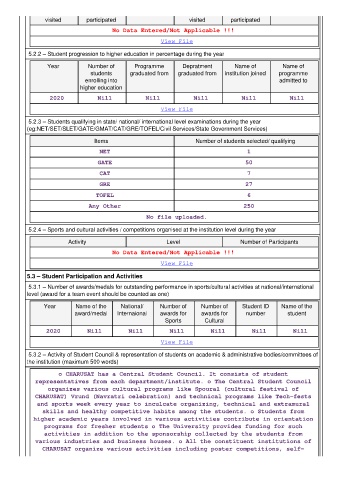 visited participated visited participated
No Data Entered/Not Applicable !!!
View File
5.2.2 – Student progression to higher education in percentage during the year
Year Number of students enrolling into higher education Programme graduated from Depratment graduated from Name of institution joined Name of programme admitted to
2020 Nill Nill Nill Nill Nill
View File
5.2.3 – Students qualifying in state/ national/ international level examinations during the year
(eg:NET/SET/SLET/GATE/GMAT/CAT/GRE/TOFEL/Civil Services/State Government Services)
Items Number of students selected/ qualifying
NET 1
GATE 50
CAT 7
GRE 27
TOFEL 6
Any Other 250
No file uploaded.
5.2.4 – Sports and cultural activities / competitions organised at the institution level during the year
Activity Level Number of Participants
No Data Entered/Not Applicable !!!
View File
5.3 – Student Participation and Activities
5.3.1 – Number of awards/medals for outstanding performance in sports/cultural activities at national/international
level (award for a team event should be counted as one)
Year Name of the award/medal National/ Internaional Number of awards for Sports Number of awards for Cultural Student ID number Name of the student
2020 Nill Nill Nill Nill Nill Nill
View File
5.3.2 – Activity of Student Council & representation of students on academic & administrative bodies/committees of
the institution (maximum 500 words)
o CHARUSAT has a Central Student Council. It consists of student
representatives from each department/institute. o The Central Student Council
organizes various cultural programs like Spoural (cultural festival of
CHARUSAT) Vrund (Navratri celebration) and technical programs like Tech-fests
and sports week every year to inculcate organizing, technical and extramural
skills and healthy competitive habits among the students. o Students from
higher academic years involved in various activities contribute in orientation
programs for fresher students o The University provides funding for such
activities in addition to the sponsorship collected by the students from
various industries and business houses. o All the constituent institutions of
CHARUSAT organize various activities including poster competitions, self-